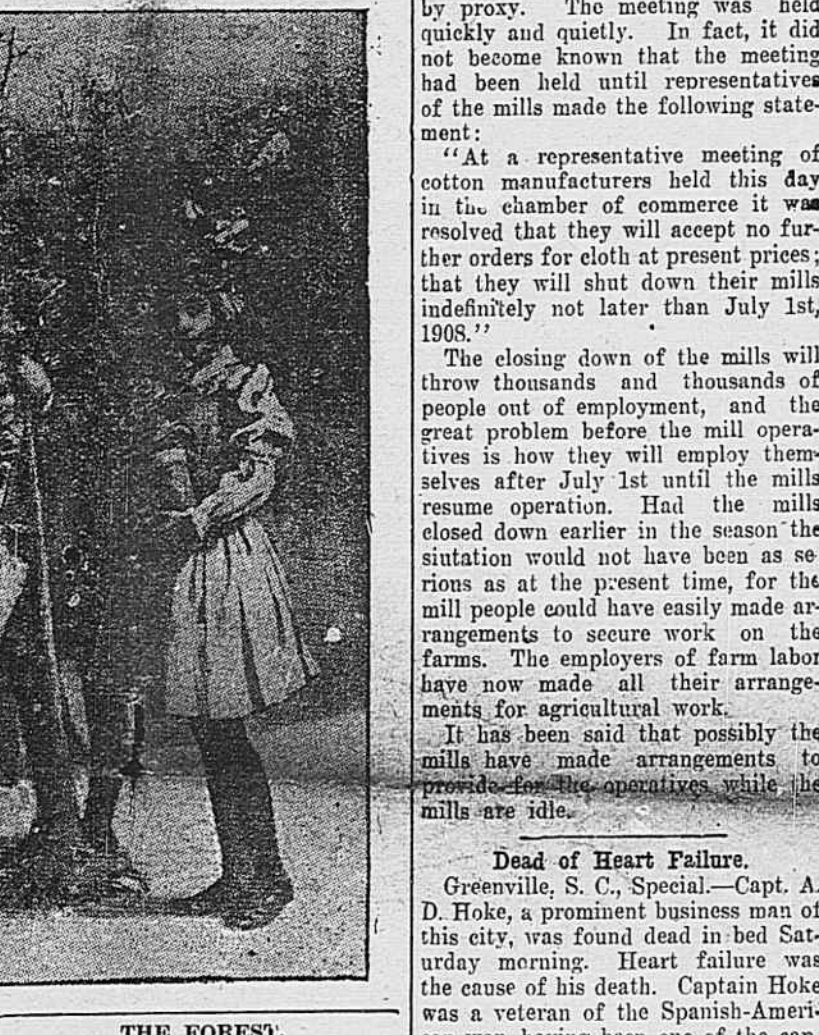 THE FOREST.
by proxy. The meeting was held
quickly and quietly. In fact, it did
not become known that the meeting
had been held until representatives
of the mills made the following state-
ment:
"At a representative meeting of
cotton manufacturers held this day
in the chamber of commerce it was
resolved that they will accept no fur-
ther orders for cloth at present prices;
that they will shut down their mills
indefinitely not later than July 1st,
1908."
The closing down of the mills will
throw thousands and thousands of
people out of employment, and the
great problem before the mill opera-
tives is how they will employ them-
selves after July 1st until the mills
resume operation. Had the mills
closed down earlier in the season the
siutation would not have been as se
rious as at the present time, for the
mill people could have easily made ar-
rangements to secure work on the
farms. The employers of farm labor
have now made all their arrange-
ments for agricultural work.
It has been said that possibly the
mills have made arrangements to
provide for the operatives while the
mills are idle.
Dead of Heart Failure.
Greenville, S. C., Special.—Capt. A.
D. Hoke, a prominent business man of
this city, was found dead in bed Sat-
urday morning. Heart failure was
the cause of his death. Captain Hoke
was a veteran of the Spanish-Ameri-
having been one of the